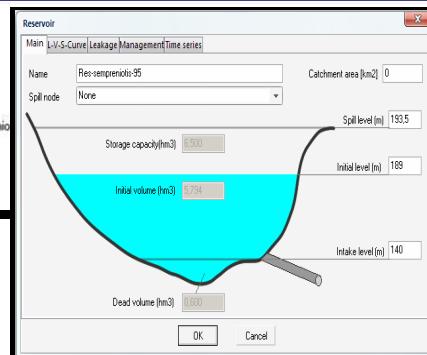 Reservoir
Main L-V-S-Curve Leakage Management Time series
Name Res-sempreniotis-95 Catchment area [km2] 0
Spill node None
Spill level (m) 193,5
Storage capacity(hm3) 6,500
Initial level (m) 189
Initial volume (hm3) 5,794
Intake level (m) 140
Dead volume (hm3) 0,600
OK Cancel